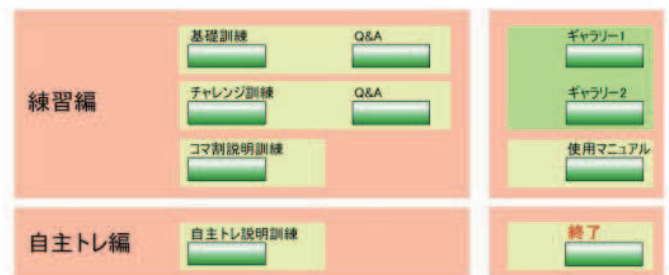 練習編
基礎訓練
Q&A
チャレンジ訓練
Q&A
コマ割説明訓練
ギャラリー1
ギャラリー2
使用マニュアル
自主トレ編
自主トレ説明訓練
終了